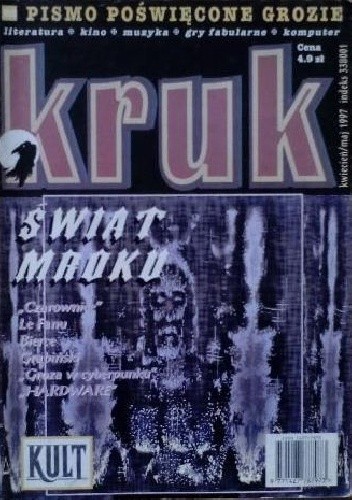 PISMO POŚWIĘCONE GROZIE
literatura * kino * muzyka * gry fabularne * komputer
Cena
4.0 zł
kruk
kwiecień/maj 1997 indeks 338001
ŚWIAT
MROKU
„Czarownice”
Le Fanu
Bierce
Grabiński
„Groza w cyberpunku”
„HARDWARE”
KULT